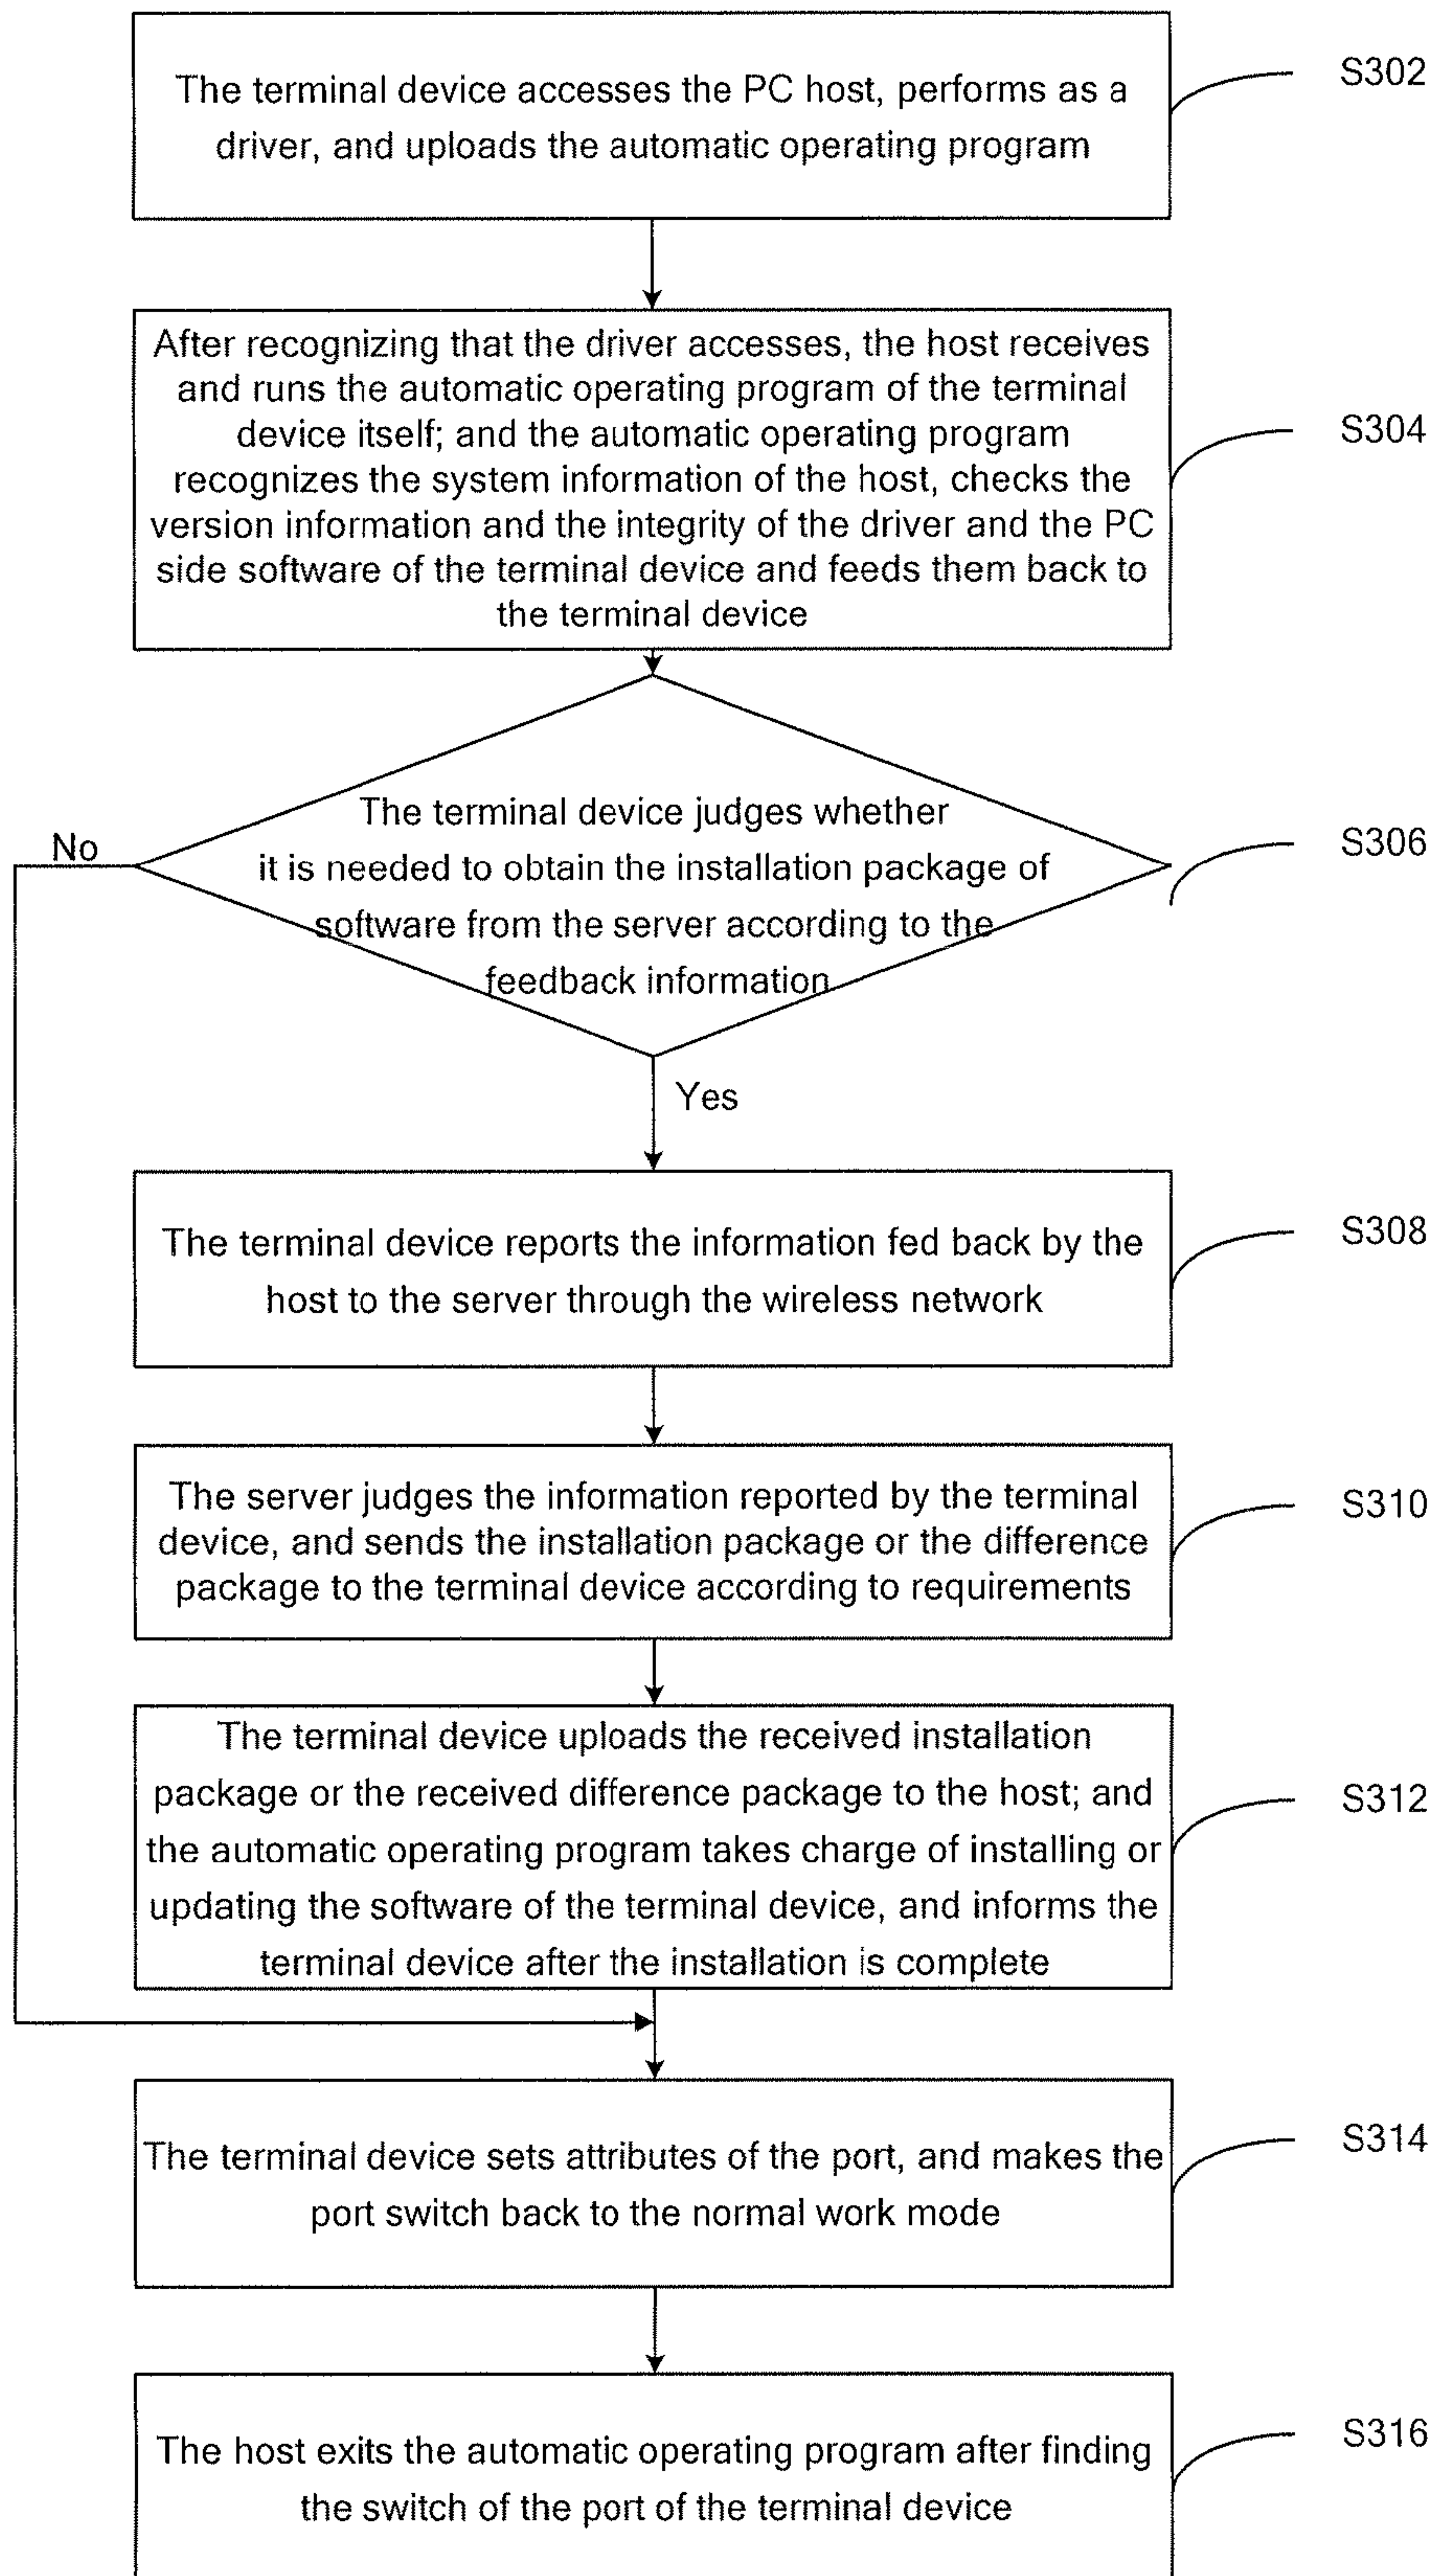 The terminal device accesses the PC host, performs as a
driver, and uploads the automatic operating program
S302
After recognizing that the driver accesses, the host receives
and runs the automatic operating program of the terminal
device itself; and the automatic operating program
recognizes the system information of the host, checks the
version information and the integrity of the driver and the PC
side software of the terminal device and feeds them back to
the terminal device
S304
The terminal device judges whether
it is needed to obtain the installation package of
software from the server according to the
feedback information
S306
No
Yes
The terminal device reports the information fed back by the
host to the server through the wireless network
S308
The server judges the information reported by the terminal
device, and sends the installation package or the difference
package to the terminal device according to requirements
S310
The terminal device uploads the received installation
package or the received difference package to the host; and
the automatic operating program takes charge of installing or
updating the software of the terminal device, and informs the
terminal device after the installation is complete
S312
The terminal device sets attributes of the port, and makes the
port switch back to the normal work mode
S314
The host exits the automatic operating program after finding
the switch of the port of the terminal device
S316